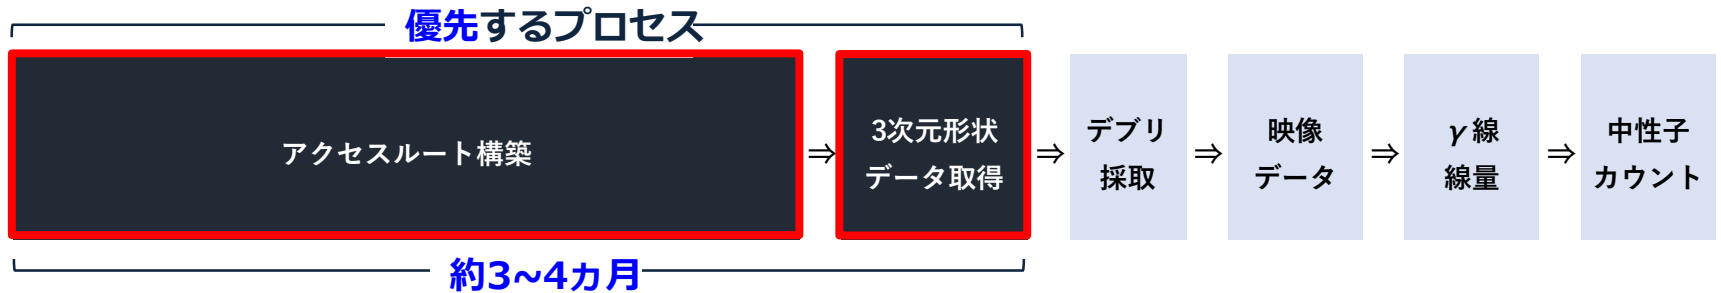 優先するプロセス
アクセスルート構築
⇒
3次元形状
データ取得
⇒
デブリ
採取
⇒
映像
データ
⇒
γ線
線量
⇒
中性子
カウント
約3~4ヵ月